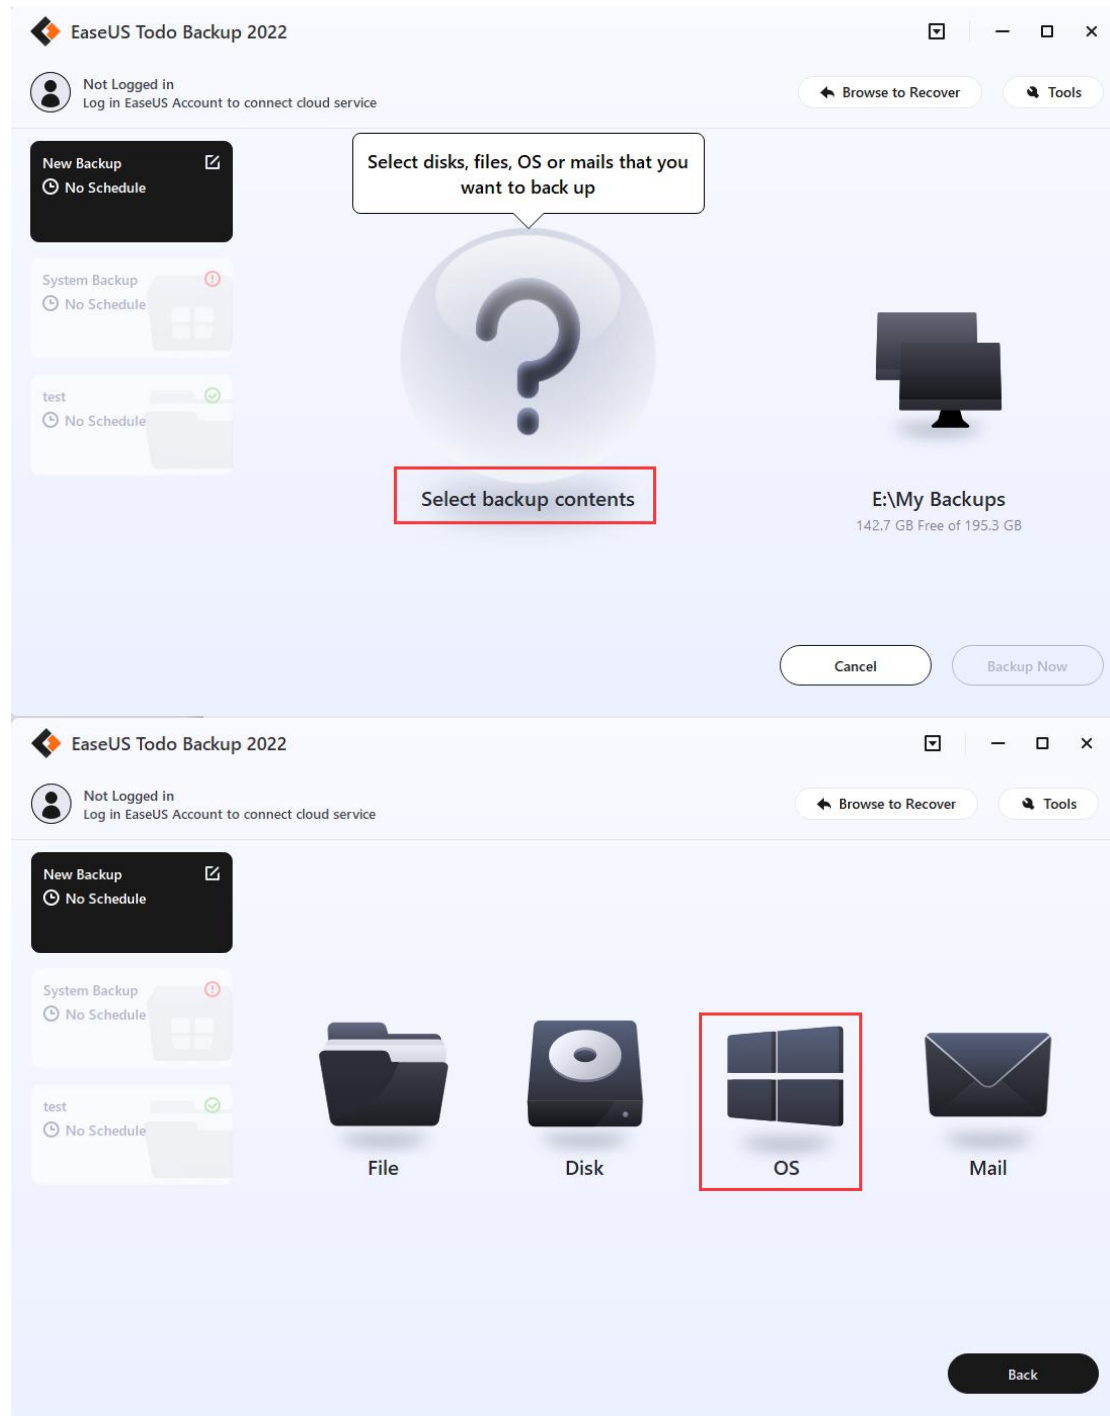 EaseUS Todo Backup 2022
Not Logged in
Log in EaseUS Account to connect cloud service
Browse to Recover
Tools
New Backup
No Schedule
System Backup
No Schedule
test
No Schedule
Select disks, files, OS or mails that you
want to back up
Select backup contents
E:\My Backups
142.7 GB Free of 195.3 GB
Cancel
Backup Now
EaseUS Todo Backup 2022
Not Logged in
Log in EaseUS Account to connect cloud service
Browse to Recover
Tools
New Backup
No Schedule
System Backup
No Schedule
test
No Schedule
File
Disk
OS
Mail
Back